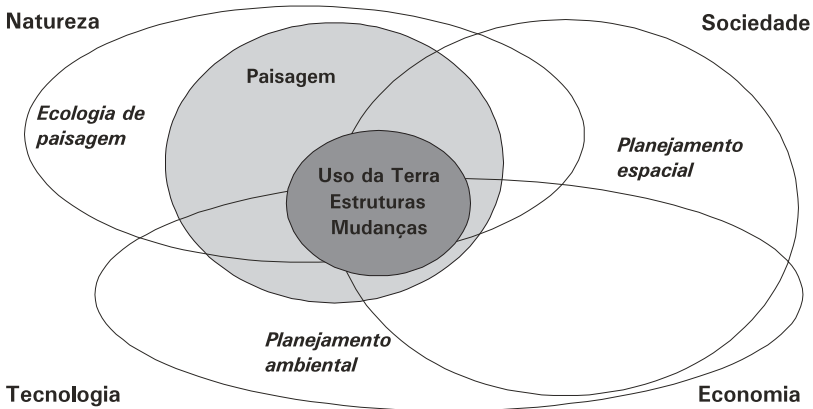 Natureza
Sociedade
Paisagem
Ecologia de
paisagem
Planejamento
espacial
Uso da Terra
Estruturas
Mudanças
Planejamento
ambiental
Tecnologia
Economia